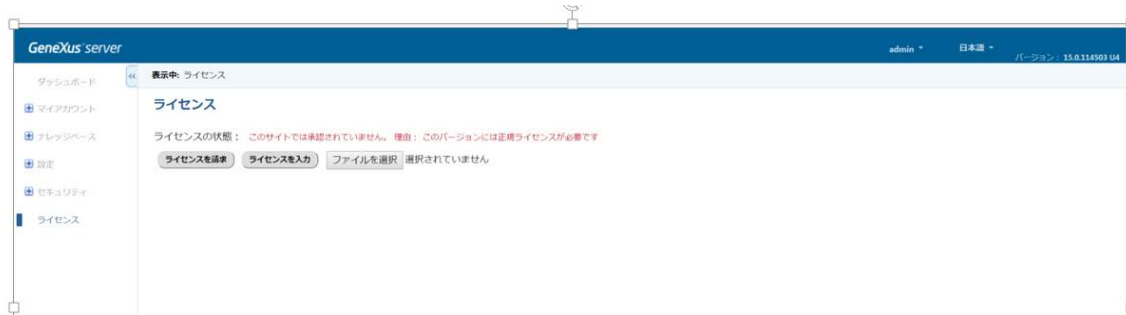 GeneXus server
admin
日本語
バージョン : 15.0.114503 U4
ダッシュボード
表示中: ライセンス
マイアカウント
ライセンス
ナレッジベース
ライセンスの状態 : このサイトでは承認されていません。 理由 : このバージョンには正規ライセンスが必要です
設定
ライセンスを請求
ライセンスを入力
ファイルを選択 選択されていません
セキュリティ
ライセンス